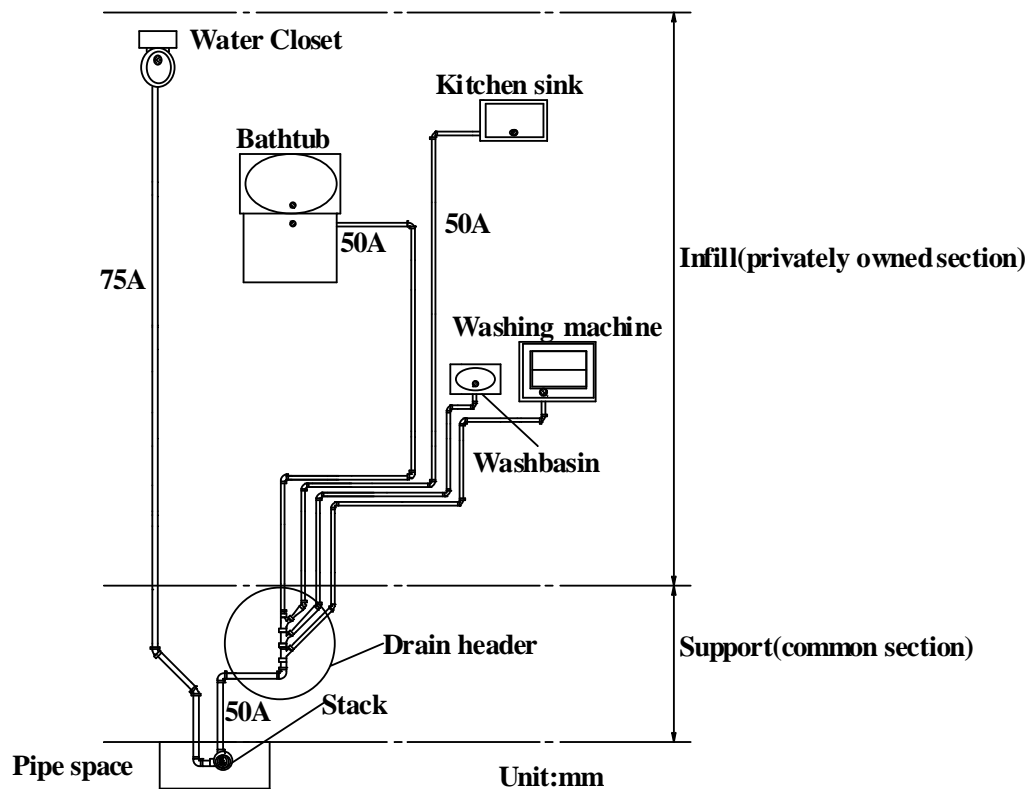 Water Closet
Kitchen sink
Bathtub
50A
50A
75A
Infill(privately owned section)
Washing machine
Washbasin
Drain header
Support(common section)
50A
Stack
Pipe space
Unit:mm